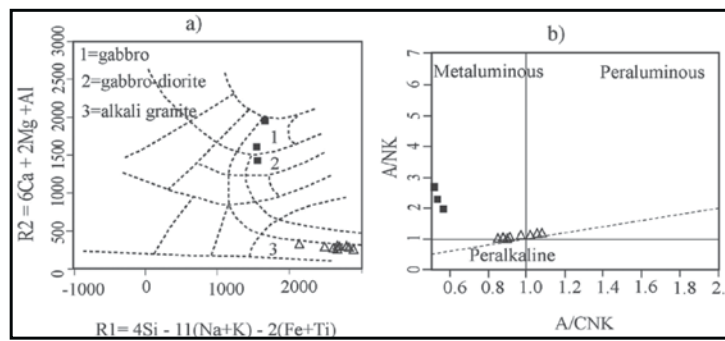 a)
3000
2500
2000
1500
1000
500
0
R2 = 6Ca + 2Mg +Al
1=gabbro
2=gabbro-diorite
3=alkali granite
1
2
3
-1000
0
1000
2000
R1= 4Si - 11(Na+K) - 2(Fe+Ti)
b)
7
6
5
4
3
2
1
0
A/NK
Metaluminous
Peraluminous
Peralkaline
0.6
0.8
1.0
1.2
1.4
1.6
2.0
A/CNK